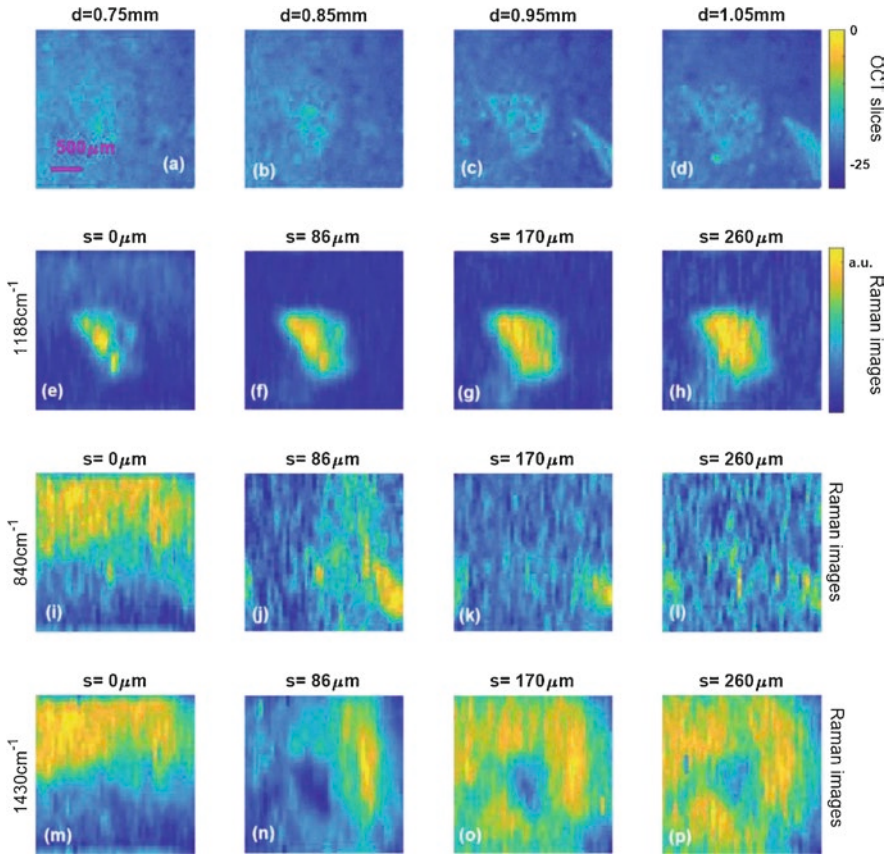 d=0.75mm d=0.85mm d=0.95mm d=1.05mm
0
OCT slices
500μm
(a) (b) (c) (d)
-25
s= 0μm s= 86μm s= 170μm s= 260μm
1188cm⁻¹
a.u.
Raman images
(e) (f) (g) (h)
s= 0μm s= 86μm s= 170μm s= 260μm
840cm⁻¹
Raman images
(i) (j) (k) (l)
s= 0μm s= 86μm s= 170μm s= 260μm
1430cm⁻¹
Raman images
(m) (n) (o) (p)